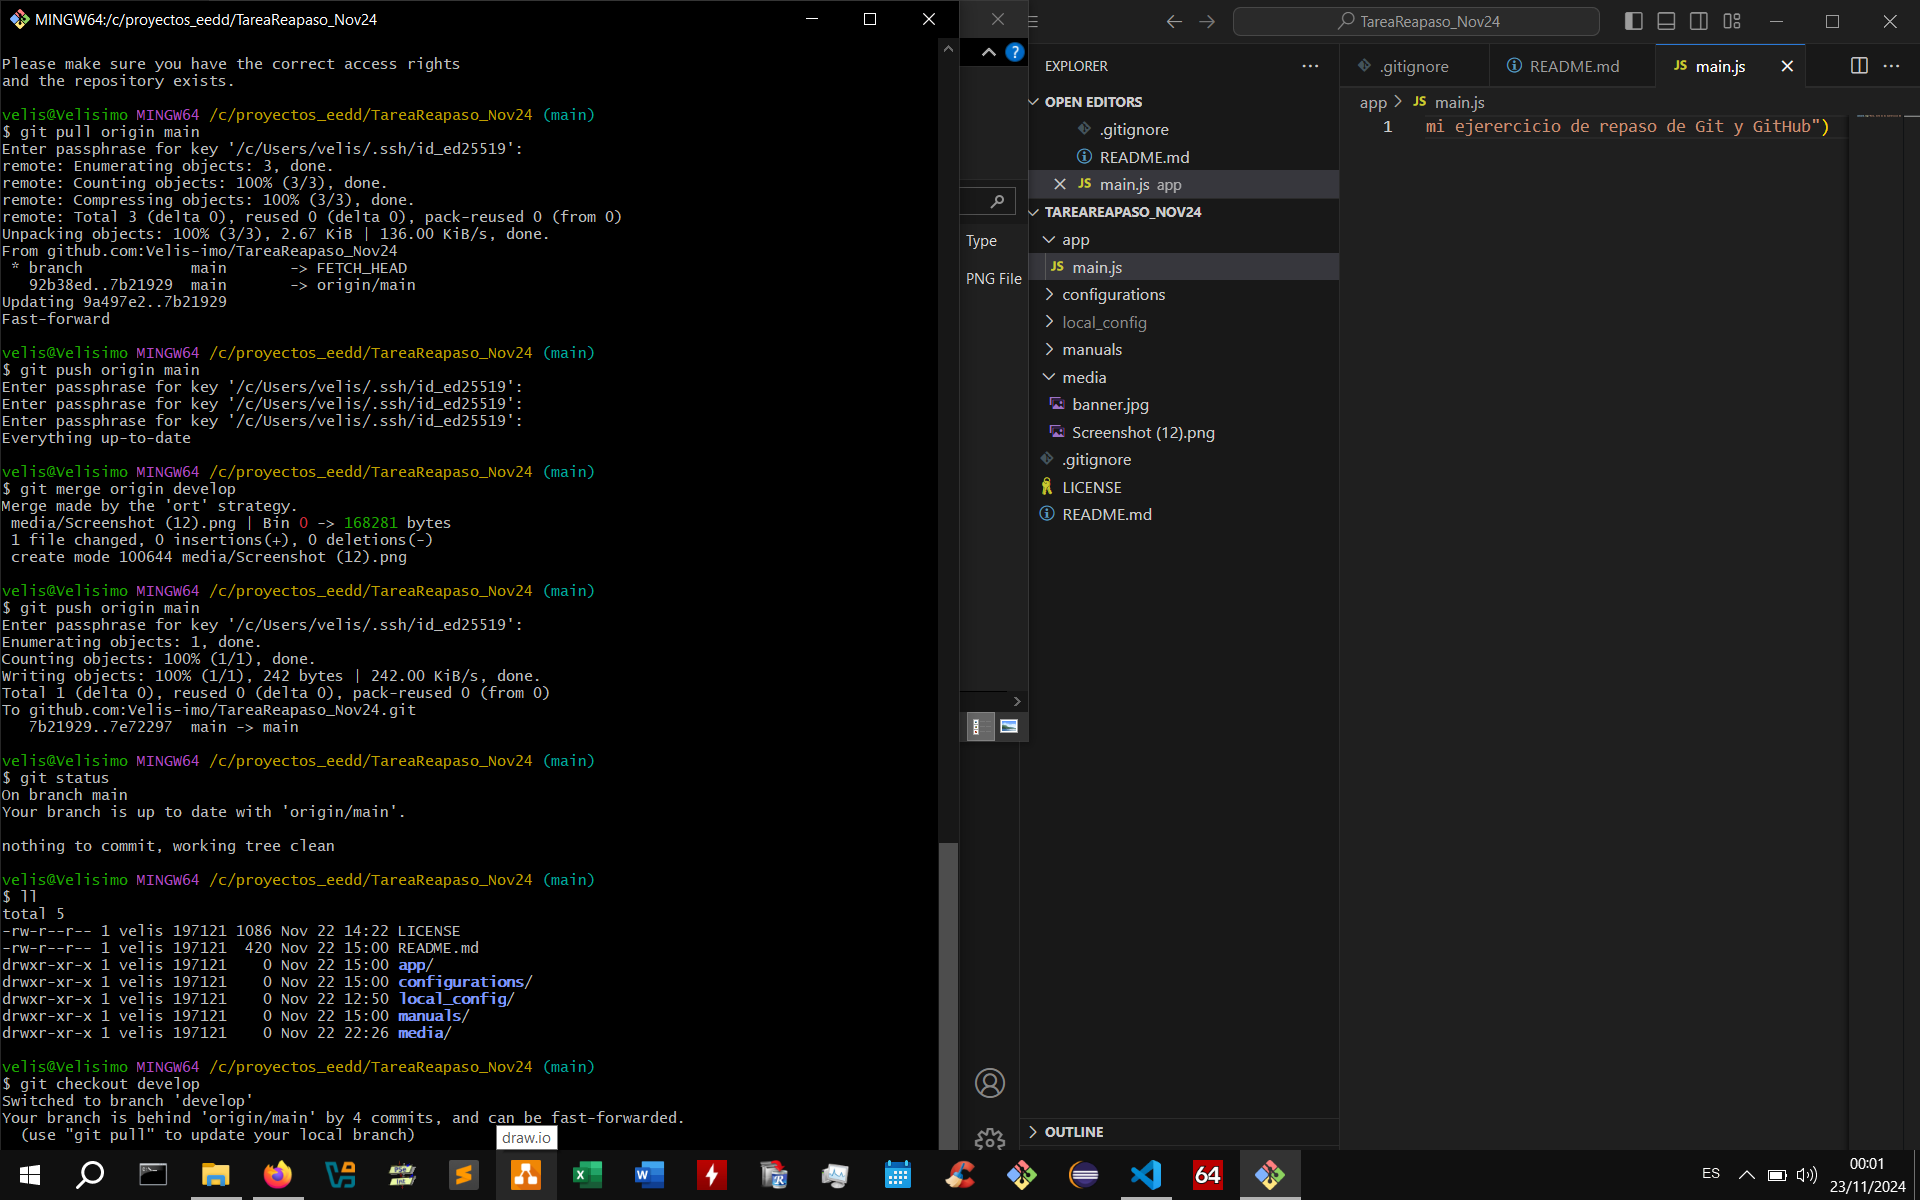 MINGW64:/c/proyectos_eedd/TareaReapaso_Nov24
Please make sure you have the correct access rights
and the repository exists.
velis@Velisimo MINGW64 /c/proyectos_eedd/TareaReapaso_Nov24 (main)
$ git pull origin main
Enter passphrase for key '/c/Users/velis/.ssh/id_ed25519':
remote: Enumerating objects: 3, done.
remote: Counting objects: 100% (3/3), done.
remote: Compressing objects: 100% (3/3), done.
remote: Total 3 (delta 0), reused 0 (delta 0), pack-reused 0 (from 0)
Unpacking objects: 100% (3/3), 2.67 KiB | 136.00 KiB/s, done.
From github.com:Velis-imo/TareaReapaso_Nov24
 * branch            main       -> FETCH_HEAD
   92b38ed..7b21929  main       -> origin/main
Updating 9a497e2..7b21929
Fast-forward
velis@Velisimo MINGW64 /c/proyectos_eedd/TareaReapaso_Nov24 (main)
$ git push origin main
Enter passphrase for key '/c/Users/velis/.ssh/id_ed25519':
Enter passphrase for key '/c/Users/velis/.ssh/id_ed25519':
Enter passphrase for key '/c/Users/velis/.ssh/id_ed25519':
Everything up-to-date
velis@Velisimo MINGW64 /c/proyectos_eedd/TareaReapaso_Nov24 (main)
$ git merge origin develop
Merge made by the 'ort' strategy.
 media/Screenshot (12).png | Bin 0 -> 168281 bytes
 1 file changed, 0 insertions(+), 0 deletions(-)
 create mode 100644 media/Screenshot (12).png
velis@Velisimo MINGW64 /c/proyectos_eedd/TareaReapaso_Nov24 (main)
$ git push origin main
Enter passphrase for key '/c/Users/velis/.ssh/id_ed25519':
Enumerating objects: 1, done.
Counting objects: 100% (1/1), done.
Writing objects: 100% (1/1), 242 bytes | 242.00 KiB/s, done.
Total 1 (delta 0), reused 0 (delta 0), pack-reused 0 (from 0)
To github.com:Velis-imo/TareaReapaso_Nov24.git
   7b21929..7e72297  main -> main
velis@Velisimo MINGW64 /c/proyectos_eedd/TareaReapaso_Nov24 (main)
$ git status
On branch main
Your branch is up to date with 'origin/main'.
nothing to commit, working tree clean
velis@Velisimo MINGW64 /c/proyectos_eedd/TareaReapaso_Nov24 (main)
$ ll
total 5
-rw-r--r-- 1 velis 197121 1086 Nov 22 14:22 LICENSE
-rw-r--r-- 1 velis 197121  420 Nov 22 15:00 README.md
drwxr-xr-x 1 velis 197121    0 Nov 22 15:00 app/
drwxr-xr-x 1 velis 197121    0 Nov 22 15:00 configurations/
drwxr-xr-x 1 velis 197121    0 Nov 22 12:50 local_config/
drwxr-xr-x 1 velis 197121    0 Nov 22 15:00 manuals/
drwxr-xr-x 1 velis 197121    0 Nov 22 22:26 media/
velis@Velisimo MINGW64 /c/proyectos_eedd/TareaReapaso_Nov24 (main)
$ git checkout develop
Switched to branch 'develop'
Your branch is behind 'origin/main' by 4 commits, and can be fast-forwarded.
  (use "git pull" to update your local branch)
draw.io
?
Type
PNG File
TareaReapaso_Nov24
EXPLORER
OPEN EDITORS
.gitignore
README.md
JS main.js app
TAREAREAPASO_NOV24
app
JS main.js
configurations
local_config
manuals
media
banner.jpg
Screenshot (12).png
.gitignore
LICENSE
README.md
OUTLINE
.gitignore
README.md
JS main.js
app > JS main.js
1 mi ejerercicio de repaso de Git y GitHub")
64
ES
00:01
23/11/2024